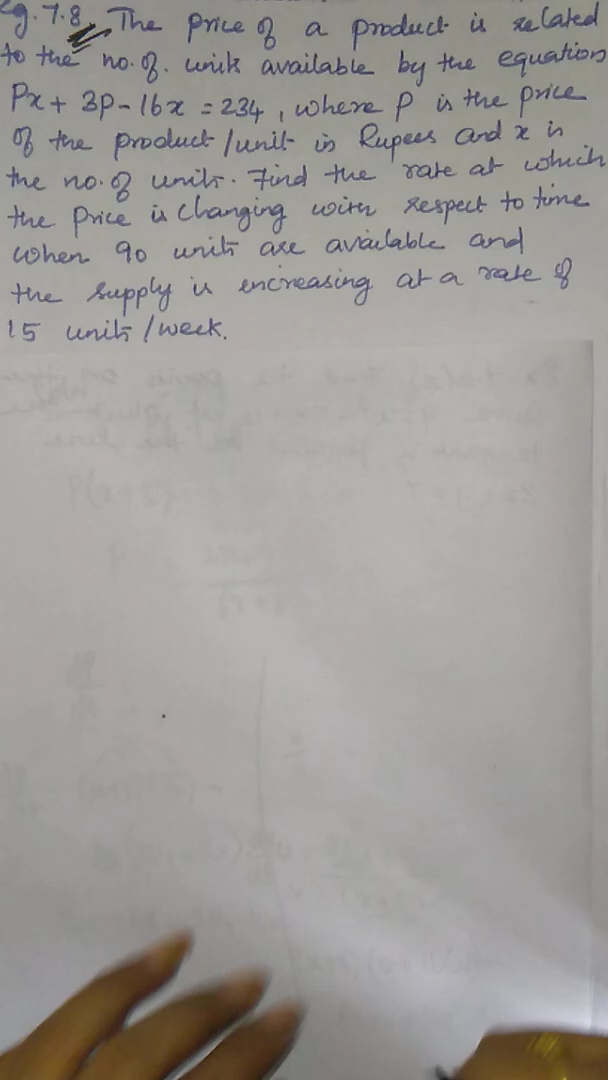 Eg. 7.8 The Price of a product is related
to the no. of. units available by the equation
Px + 3P - 16x = 234, where P is the price
of the product/unit in Rupees and x is
the no. of units. Find the rate at which
the price is changing with respect to time
when 90 units are available and
the supply is increasing at a rate of
15 units/week.